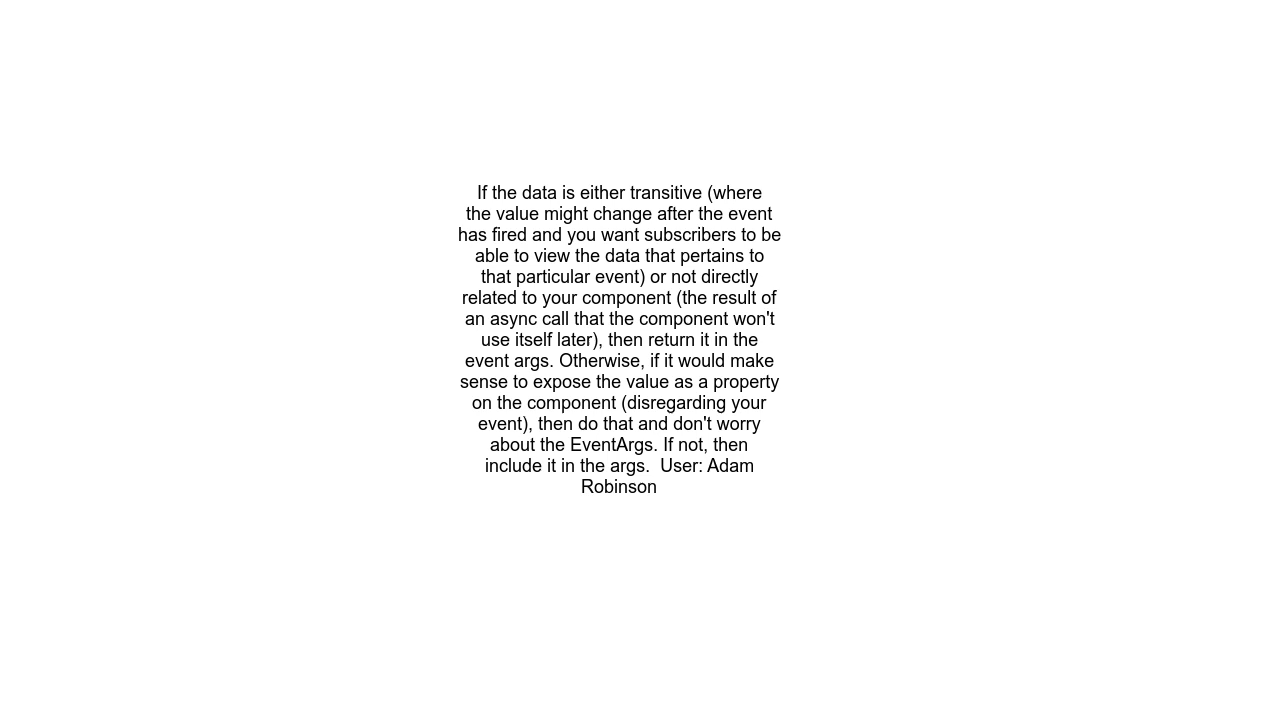 If the data is either transitive (where
the value might change after the event
has fired and you want subscribers to be
able to view the data that pertains to
that particular event) or not directly
related to your component (the result of
an async call that the component won't
use itself later), then return it in the
event args. Otherwise, if it would make
sense to expose the value as a property
on the component (disregarding your
event), then do that and don't worry
about the EventArgs. If not, then
include it in the args.  User: Adam
Robinson